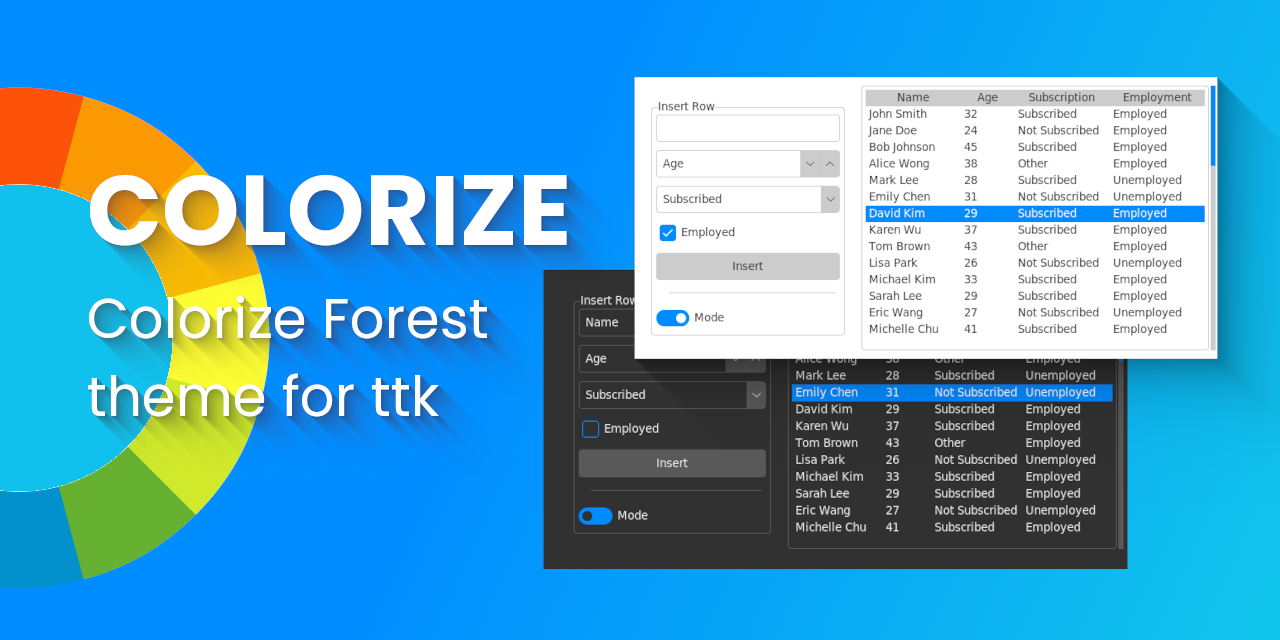 COLORIZE
Colorize Forest
theme for ttk
Insert Row
Age
Subscribed
Employed
Insert
Mode
Name Age Subscription Employment
John Smith 32 Subscribed Employed
Jane Doe 24 Not Subscribed Employed
Bob Johnson 45 Subscribed Employed
Alice Wong 38 Other Employed
Mark Lee 28 Subscribed Unemployed
Emily Chen 31 Not Subscribed Unemployed
David Kim 29 Subscribed Employed
Karen Wu 37 Subscribed Employed
Tom Brown 43 Other Employed
Lisa Park 26 Not Subscribed Unemployed
Michael Kim 33 Subscribed Employed
Sarah Lee 29 Subscribed Employed
Eric Wang 27 Not Subscribed Unemployed
Michelle Chu 41 Subscribed Employed
Insert Row
Name
Age
Subscribed
Employed
Insert
Mode
Alice Wong 38 Other Employed
Mark Lee 28 Subscribed Unemployed
Emily Chen 31 Not Subscribed Unemployed
David Kim 29 Subscribed Employed
Karen Wu 37 Subscribed Employed
Tom Brown 43 Other Employed
Lisa Park 26 Not Subscribed Unemployed
Michael Kim 33 Subscribed Employed
Sarah Lee 29 Subscribed Employed
Eric Wang 27 Not Subscribed Unemployed
Michelle Chu 41 Subscribed Employed